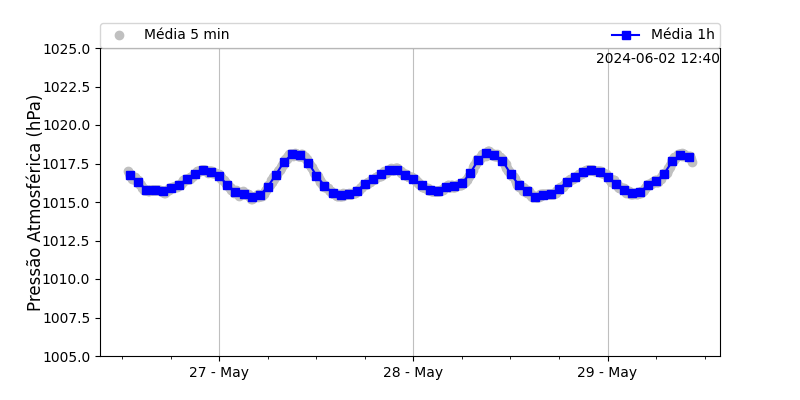 Média 5 min
Média 1h
2024-06-02 12:40
Pressão Atmosférica (hPa)
1025.0
1022.5
1020.0
1017.5
1015.0
1012.5
1010.0
1007.5
1005.0
27 - May
28 - May
29 - May